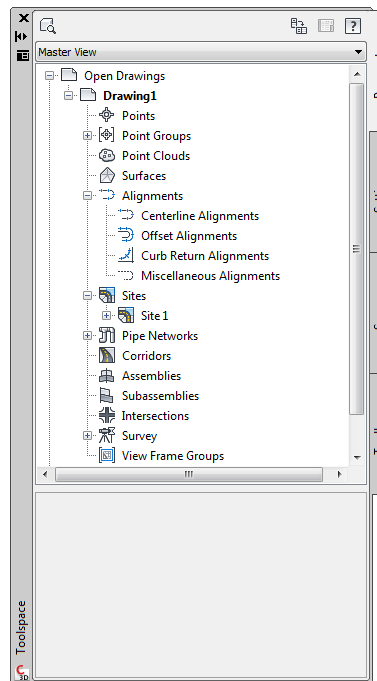 Master View
Open Drawings
Drawing1
Points
Point Groups
Point Clouds
Surfaces
Alignments
Centerline Alignments
Offset Alignments
Curb Return Alignments
Miscellaneous Alignments
Sites
Site 1
Pipe Networks
Corridors
Assemblies
Subassemblies
Intersections
Survey
View Frame Groups
Toolspace
3D